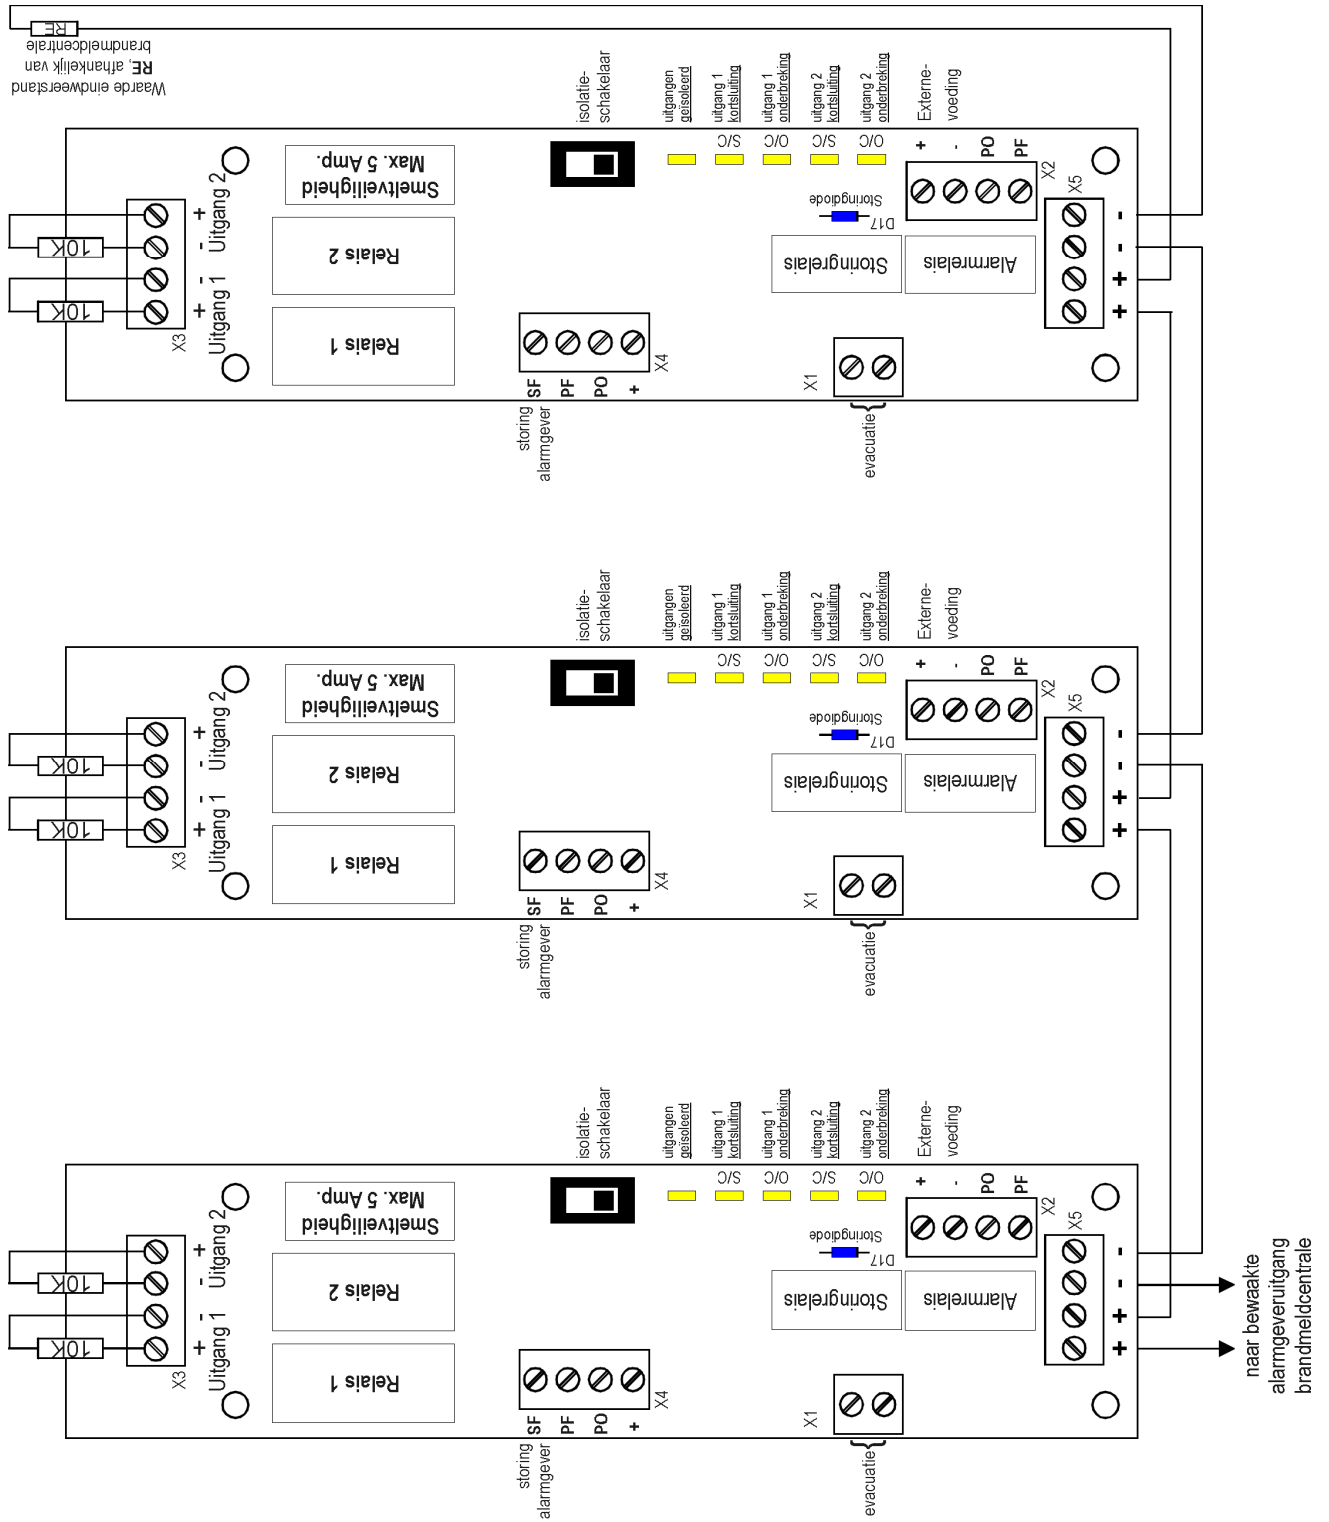 Waarde eindweerstand
RE, afhankelijk van
brandmeldcentrale
RE
isolatie-
schakelaar
uitgangen
geïsoleerd
uitgang 1
kortsluiting
uitgang 1
onderbreking
uitgang 2
kortsluiting
uitgang 2
onderbreking
Externe-
voeding
S/C
O/C
S/C
O/C
+
-
PO
PF
X2
X5
Smeltveiligheid
Max. 5 Amp.
Relais 2
Relais 1
10K
10K
+
-
-
+
Uitgang 2
Uitgang 1
X3
Storingdiode
D17
Storingrelais
Alarmrelais
-
-
+
+
X4
SF
PF
PO
+
storing
alarmgever
X1
evacuatie
isolatie-
schakelaar
uitgangen
geïsoleerd
uitgang 1
kortsluiting
uitgang 1
onderbreking
uitgang 2
kortsluiting
uitgang 2
onderbreking
Externe-
voeding
S/C
O/C
S/C
O/C
+
-
PO
PF
X2
X5
Smeltveiligheid
Max. 5 Amp.
Relais 2
Relais 1
10K
10K
+
-
-
+
Uitgang 2
Uitgang 1
X3
Storingdiode
D17
Storingrelais
Alarmrelais
-
-
+
+
X4
SF
PF
PO
+
storing
alarmgever
X1
evacuatie
isolatie-
schakelaar
uitgangen
geïsoleerd
uitgang 1
kortsluiting
uitgang 1
onderbreking
uitgang 2
kortsluiting
uitgang 2
onderbreking
Externe-
voeding
S/C
O/C
S/C
O/C
+
-
PO
PF
X2
X5
Smeltveiligheid
Max. 5 Amp.
Relais 2
Relais 1
10K
10K
+
-
-
+
Uitgang 2
Uitgang 1
X3
Storingdiode
D17
Storingrelais
Alarmrelais
-
-
+
+
X4
SF
PF
PO
+
storing
alarmgever
X1
evacuatie
naar bewaakte
alarmgeveruitgang
brandmeldcentrale